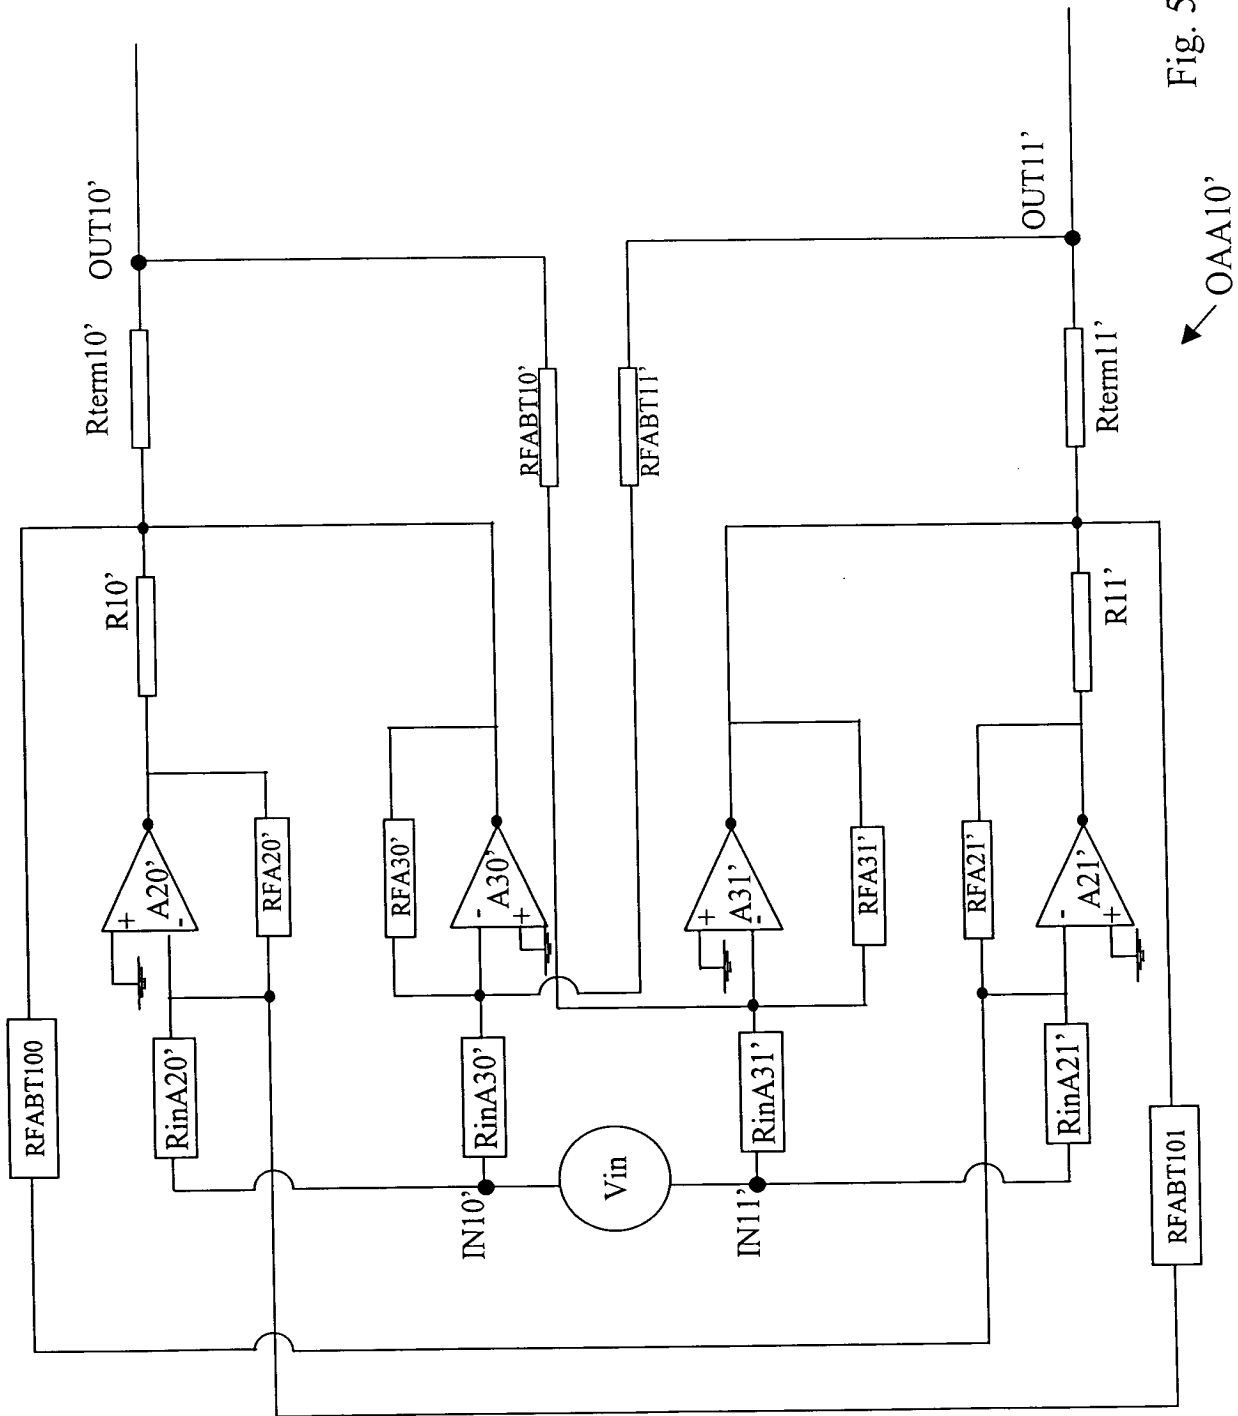 Fig. 5
OUT10’
OUT11’
OAA10’
Rterm10’
Rterm11’
RFABT10’
RFABT11’
R10’
R11’
+
A20’
-
RFA20’
RFA30’
-
A30’
+
+
A31’
-
RFA31’
RFA21’
-
A21’
+
RFABT100
RinA20’
RinA30’
RinA31’
RinA21’
RFABT101
IN10’
Vin
IN11’